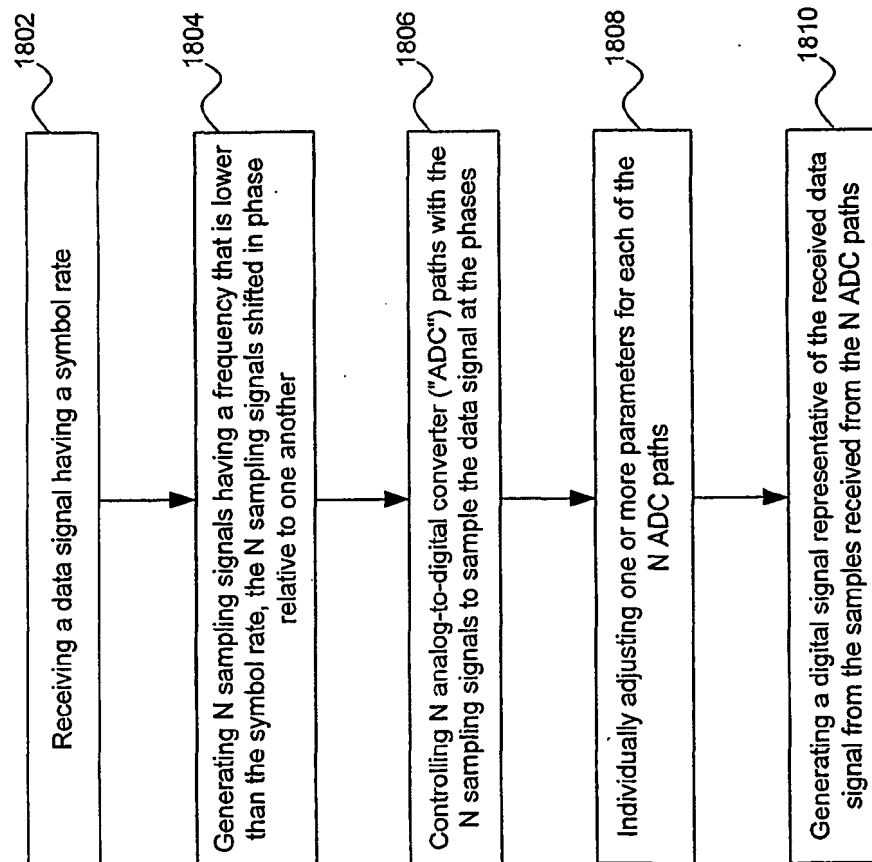 1802
Receiving a data signal having a symbol rate
1804
Generating N sampling signals having a frequency that is lower
than the symbol rate, the N sampling signals shifted in phase
relative to one another
1806
Controlling N analog-to-digital converter ("ADC") paths with the
N sampling signals to sample the data signal at the phases
1808
Individually adjusting one or more parameters for each of the
N ADC paths
1810
Generating a digital signal representative of the received data
signal from the samples received from the N ADC paths